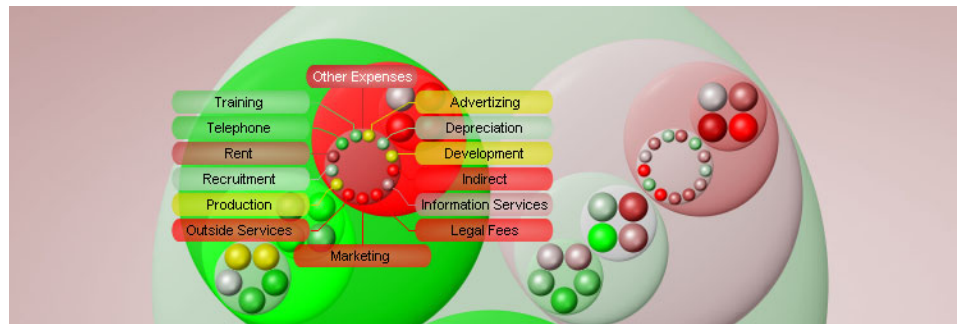 Other Expenses
Training
Advertizing
Telephone
Depreciation
Rent
Development
Recruitment
Indirect
Production
Information Services
Outside Services
Legal Fees
Marketing